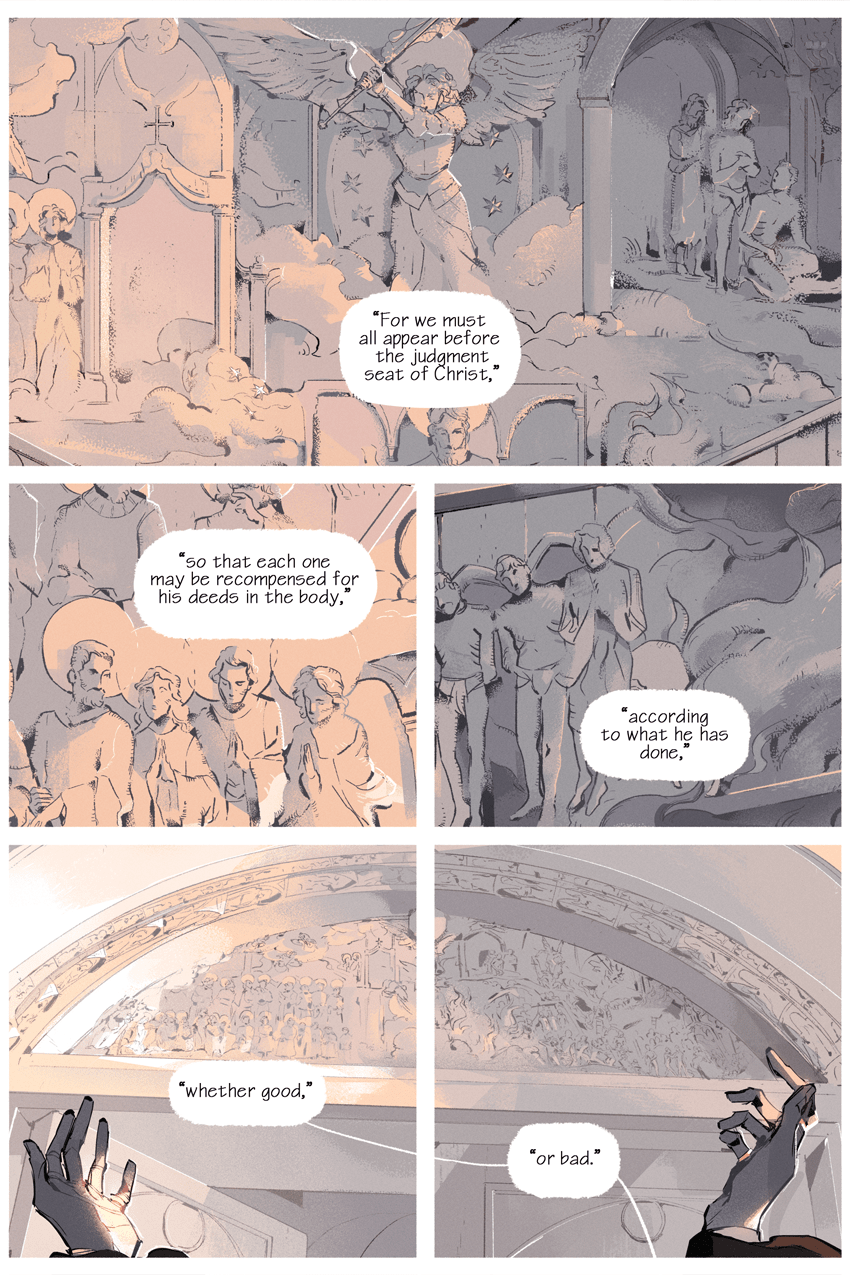 “For we must
all appear before
the judgment
seat of Christ,”
“so that each one
may be recompensed for
his deeds in the body,”
“according
to what he has
done,”
“whether good,”
“or bad.”